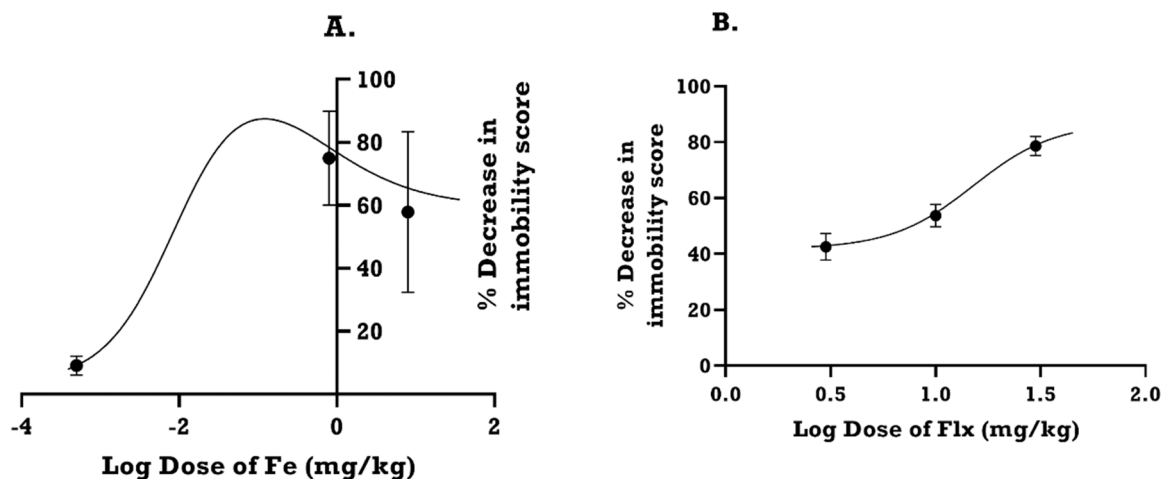 A.
100
80
60
40
20
-4
-2
0
2
% Decrease in
immobility score
Log Dose of Fe (mg/kg)
B.
100
80
60
40
20
0
0.0
0.5
1.0
1.5
2.0
% Decrease in
immobility score
Log Dose of Flx (mg/kg)